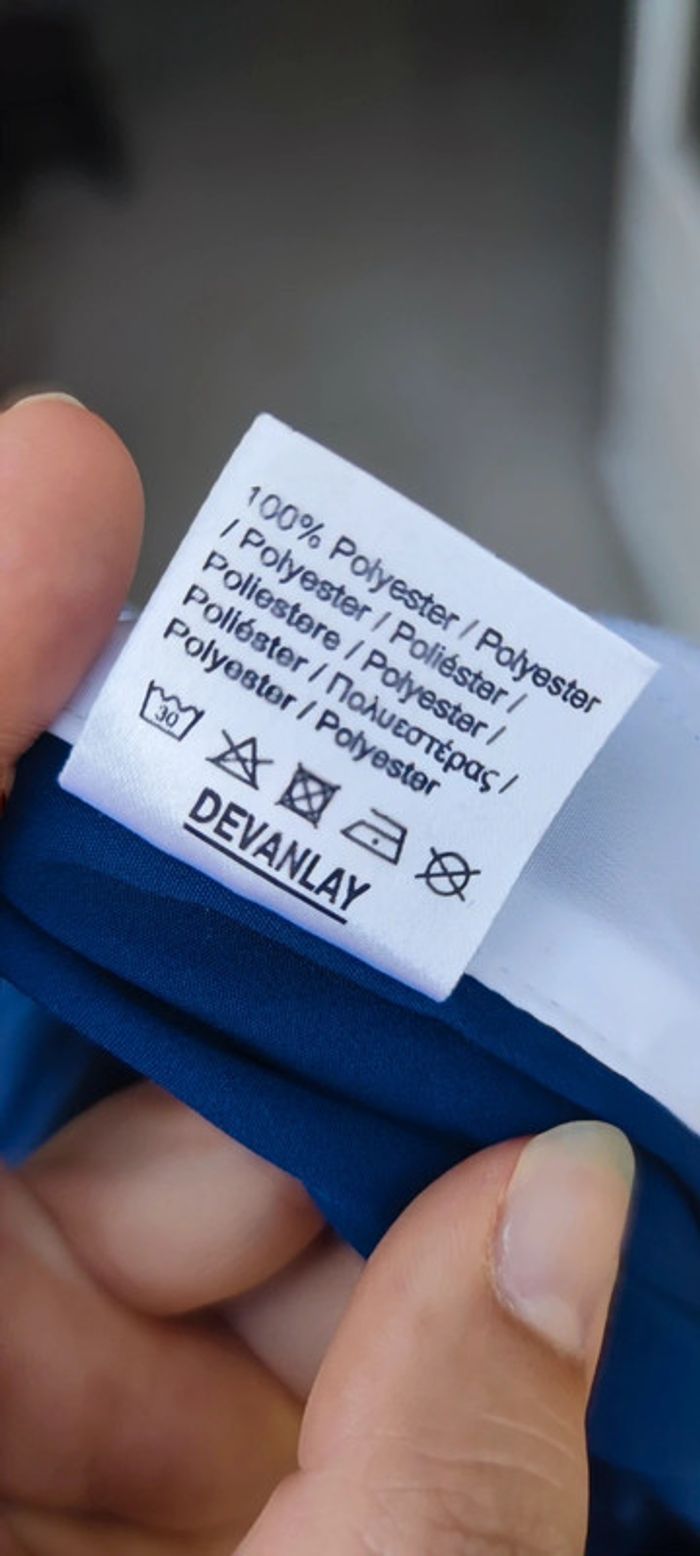 100% Polyester / Polyester
/ Polyester / Poliéster /
Poliestere / Polyester /
Poliéster / Πολυεστέρας /
Polyester / Polyester
30
DEVANLAY